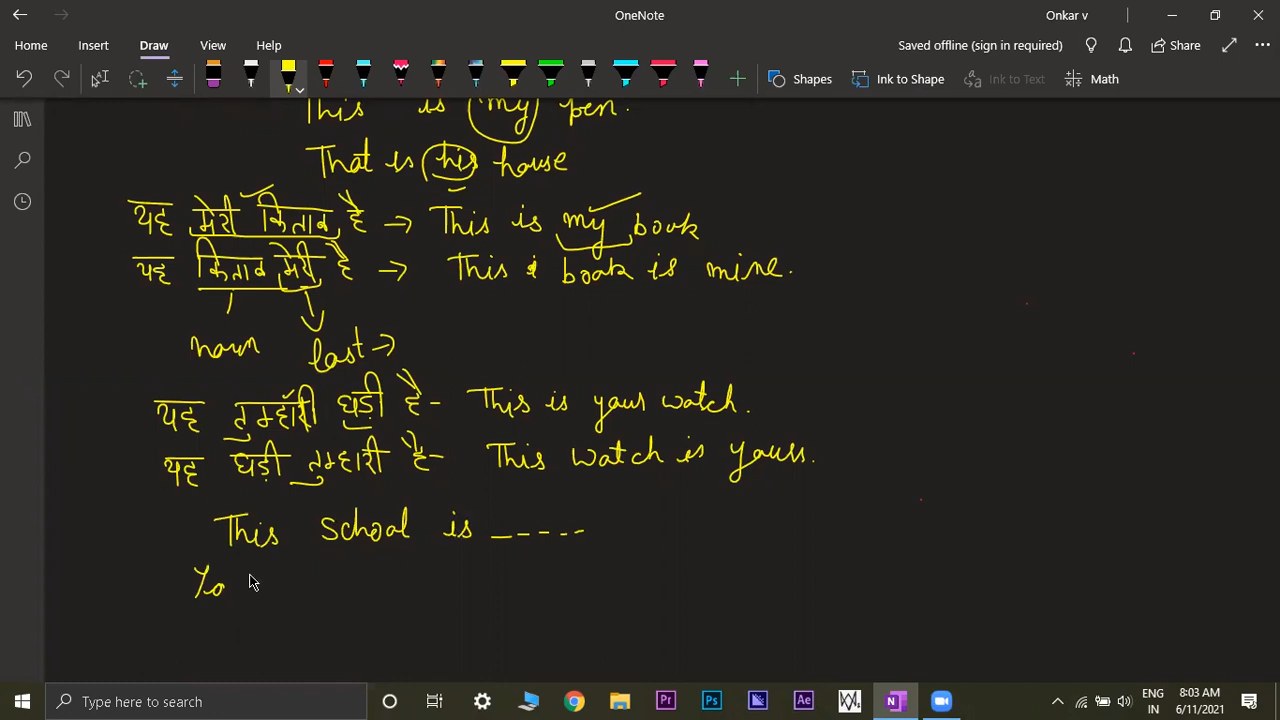 OneNote
Onkar v
Home Insert Draw View Help
Saved offline (sign in required)
Share
Shapes
Ink to Shape
Ink to Text
Math
This is my pen.
That is his house
यह मेरी किताब है → This is my book
यह किताब मेरी है → This book is mine.
noun last →
यह तुम्हारी घड़ी है - This is your watch.
यह घड़ी तुम्हारी है - This watch is yours.
This School is -----
Yo
Type here to search
Pr Ps Ae N
ENG
IN
8:03 AM
6/11/2021